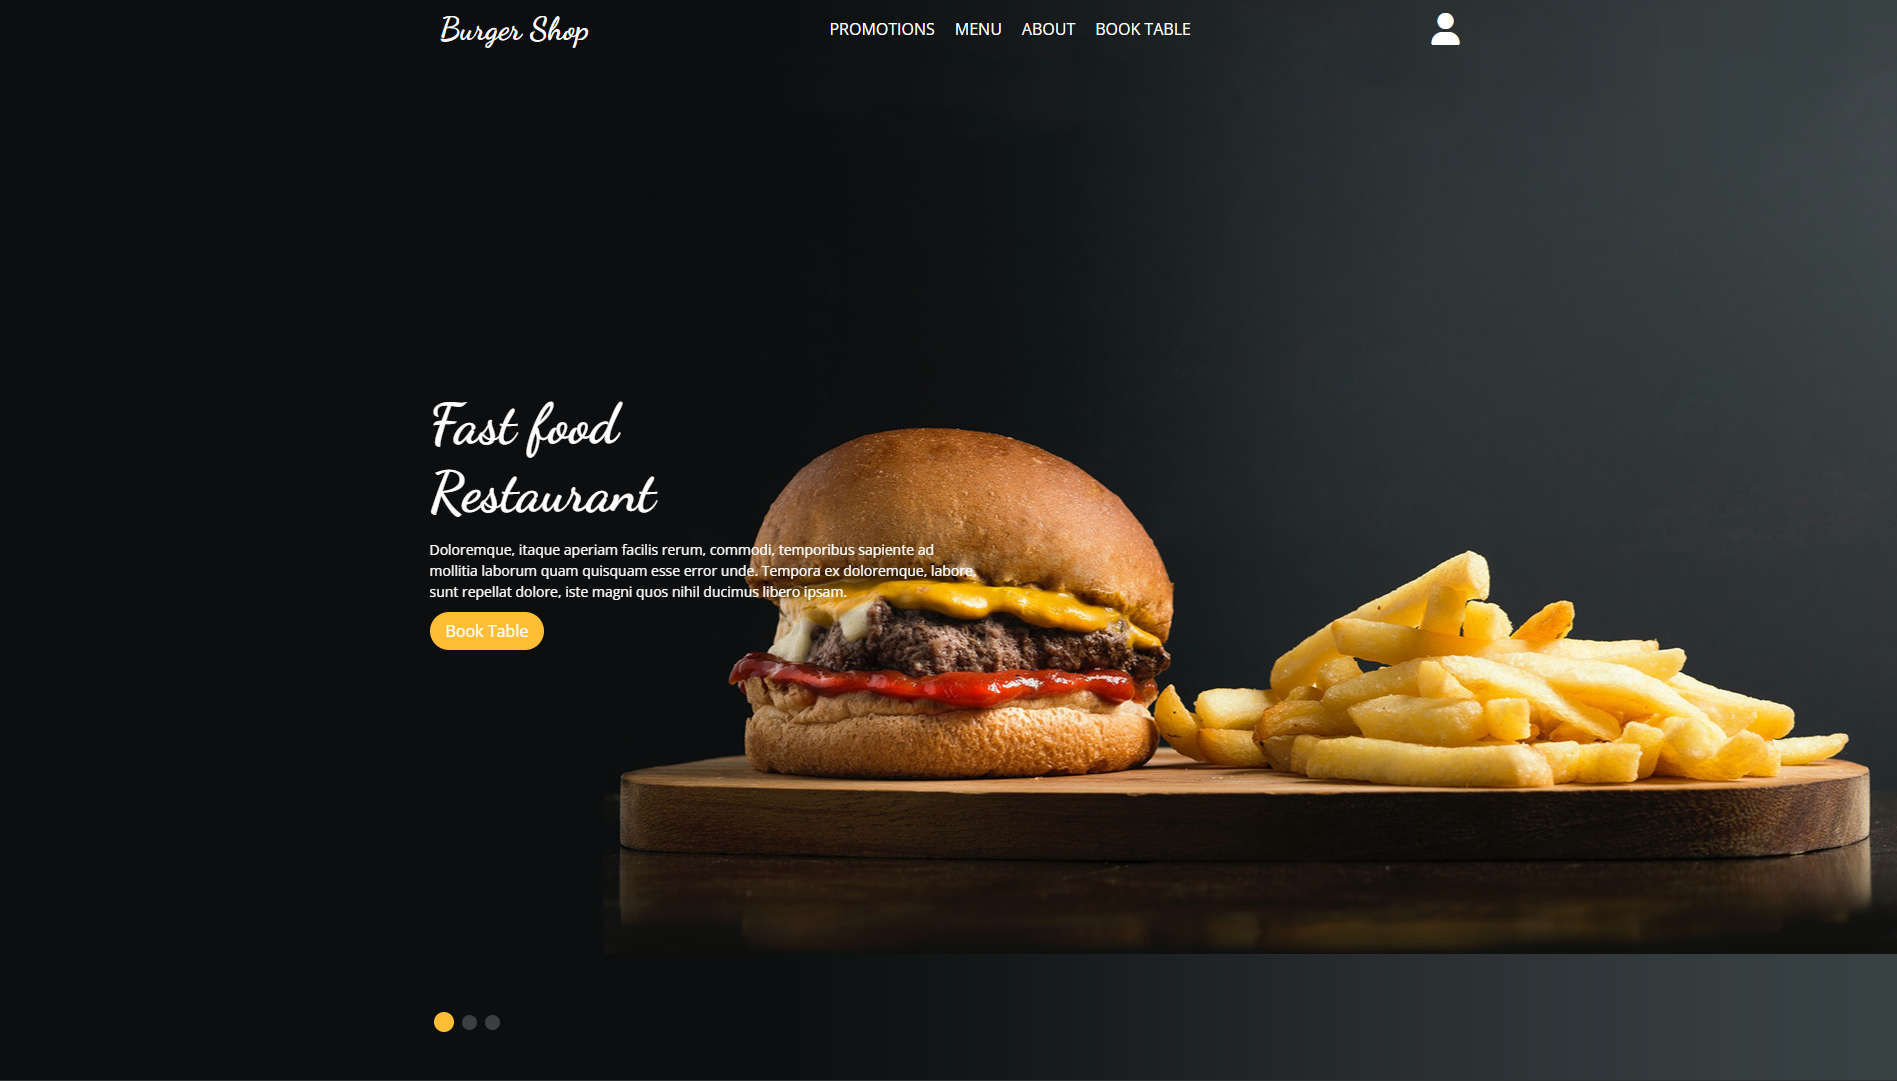 Burger Shop
PROMOTIONS MENU ABOUT BOOK TABLE
Fast food
Restaurant
Doloremque, itaque aperiam facilis rerum, commodi, temporibus sapiente ad
mollitia laborum quam quisquam esse error unde. Tempora ex doloremque, labore,
sunt repellat dolore, iste magni quos nihil ducimus libero ipsam.
Book Table